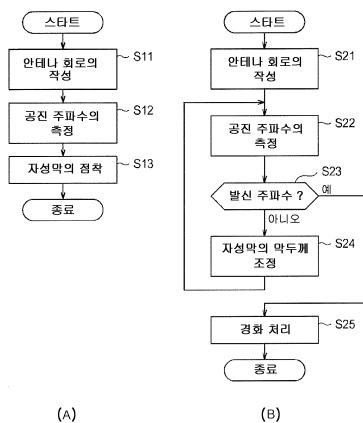 스타트
안테나 회로의
작성
S11
공진 주파수의
측정
S12
자성막의 점착
S13
종료
(A)
스타트
안테나 회로의
작성
S21
공진 주파수의
측정
S22
발신 주파수 ?
S23
예
아니오
자성막의 막두께
조정
S24
경화 처리
S25
종료
(B)